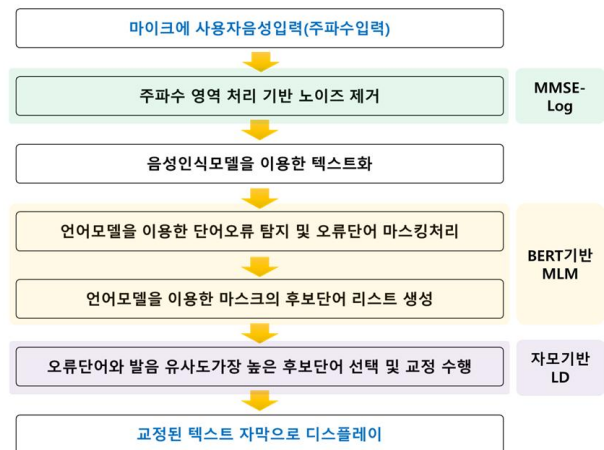 마이크에 사용자음성입력(주파수입력)
주파수 영역 처리 기반 노이즈 제거
MMSE-
Log
음성인식모델을 이용한 텍스트화
언어모델을 이용한 단어오류 탐지 및 오류단어 마스킹처리
언어모델을 이용한 마스크의 후보단어 리스트 생성
BERT기반
MLM
오류단어와 발음 유사도가장 높은 후보단어 선택 및 교정 수행
자모기반
LD
교정된 텍스트 자막으로 디스플레이